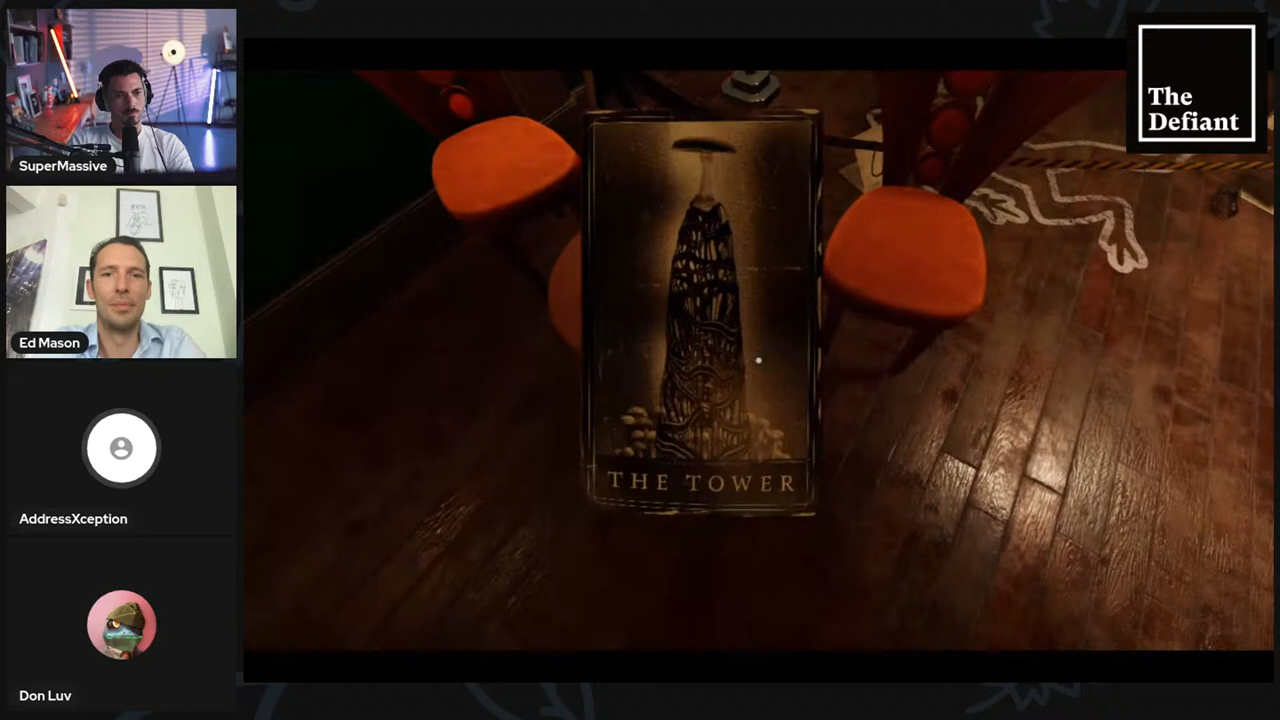 SuperMassive
Ed Mason
AddressXception
Don Luv
THE TOWER
The
Defiant